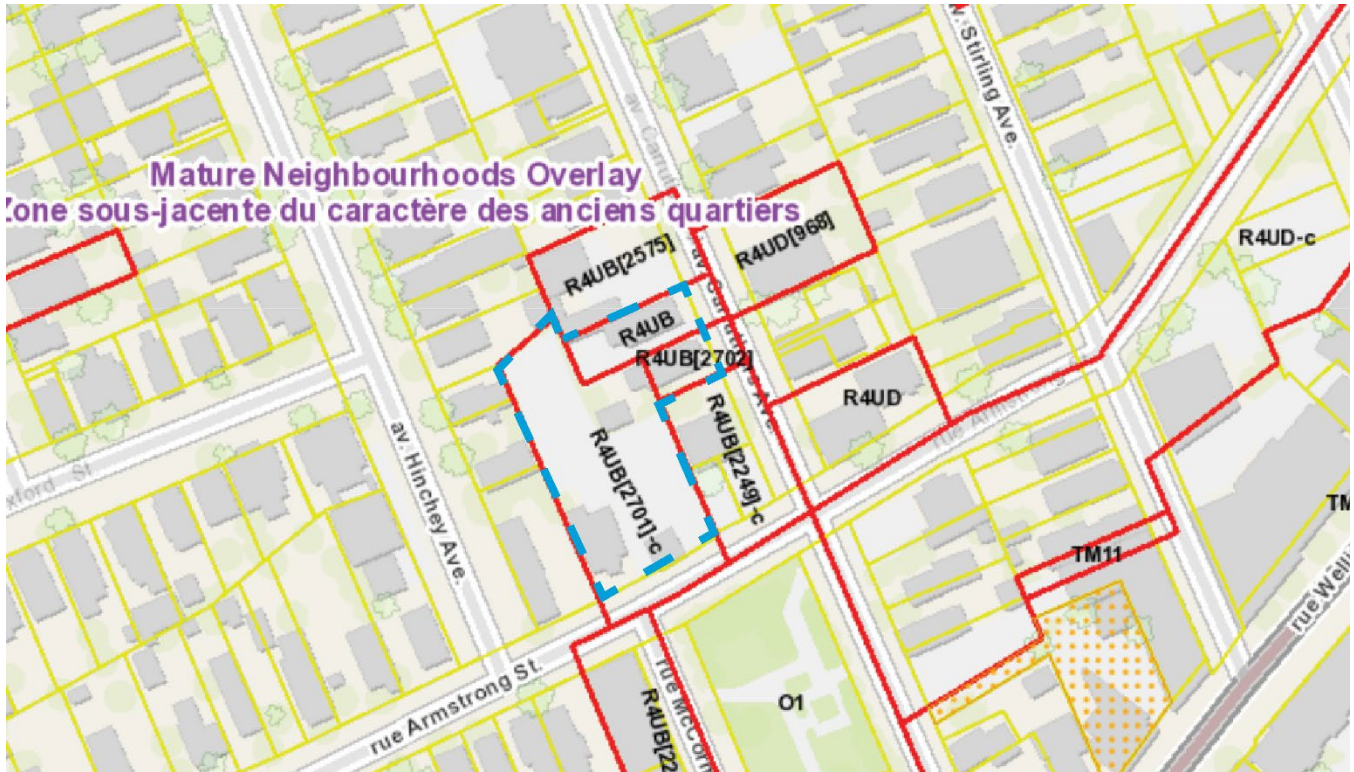 Stirling Ave.
Mature Neighbourhoods Overlay
Zone sous-jacente du caractère des anciens quartiers
R4UD-c
R4UD[968]
R4UB[2575]
R4UB
R4UB[2702]
R4UD
R4UB[2249]-c
R4UB[2701]-c
av. Hinchey Ave.
rue Armstrong
TM11
rue Armstrong St.
O1